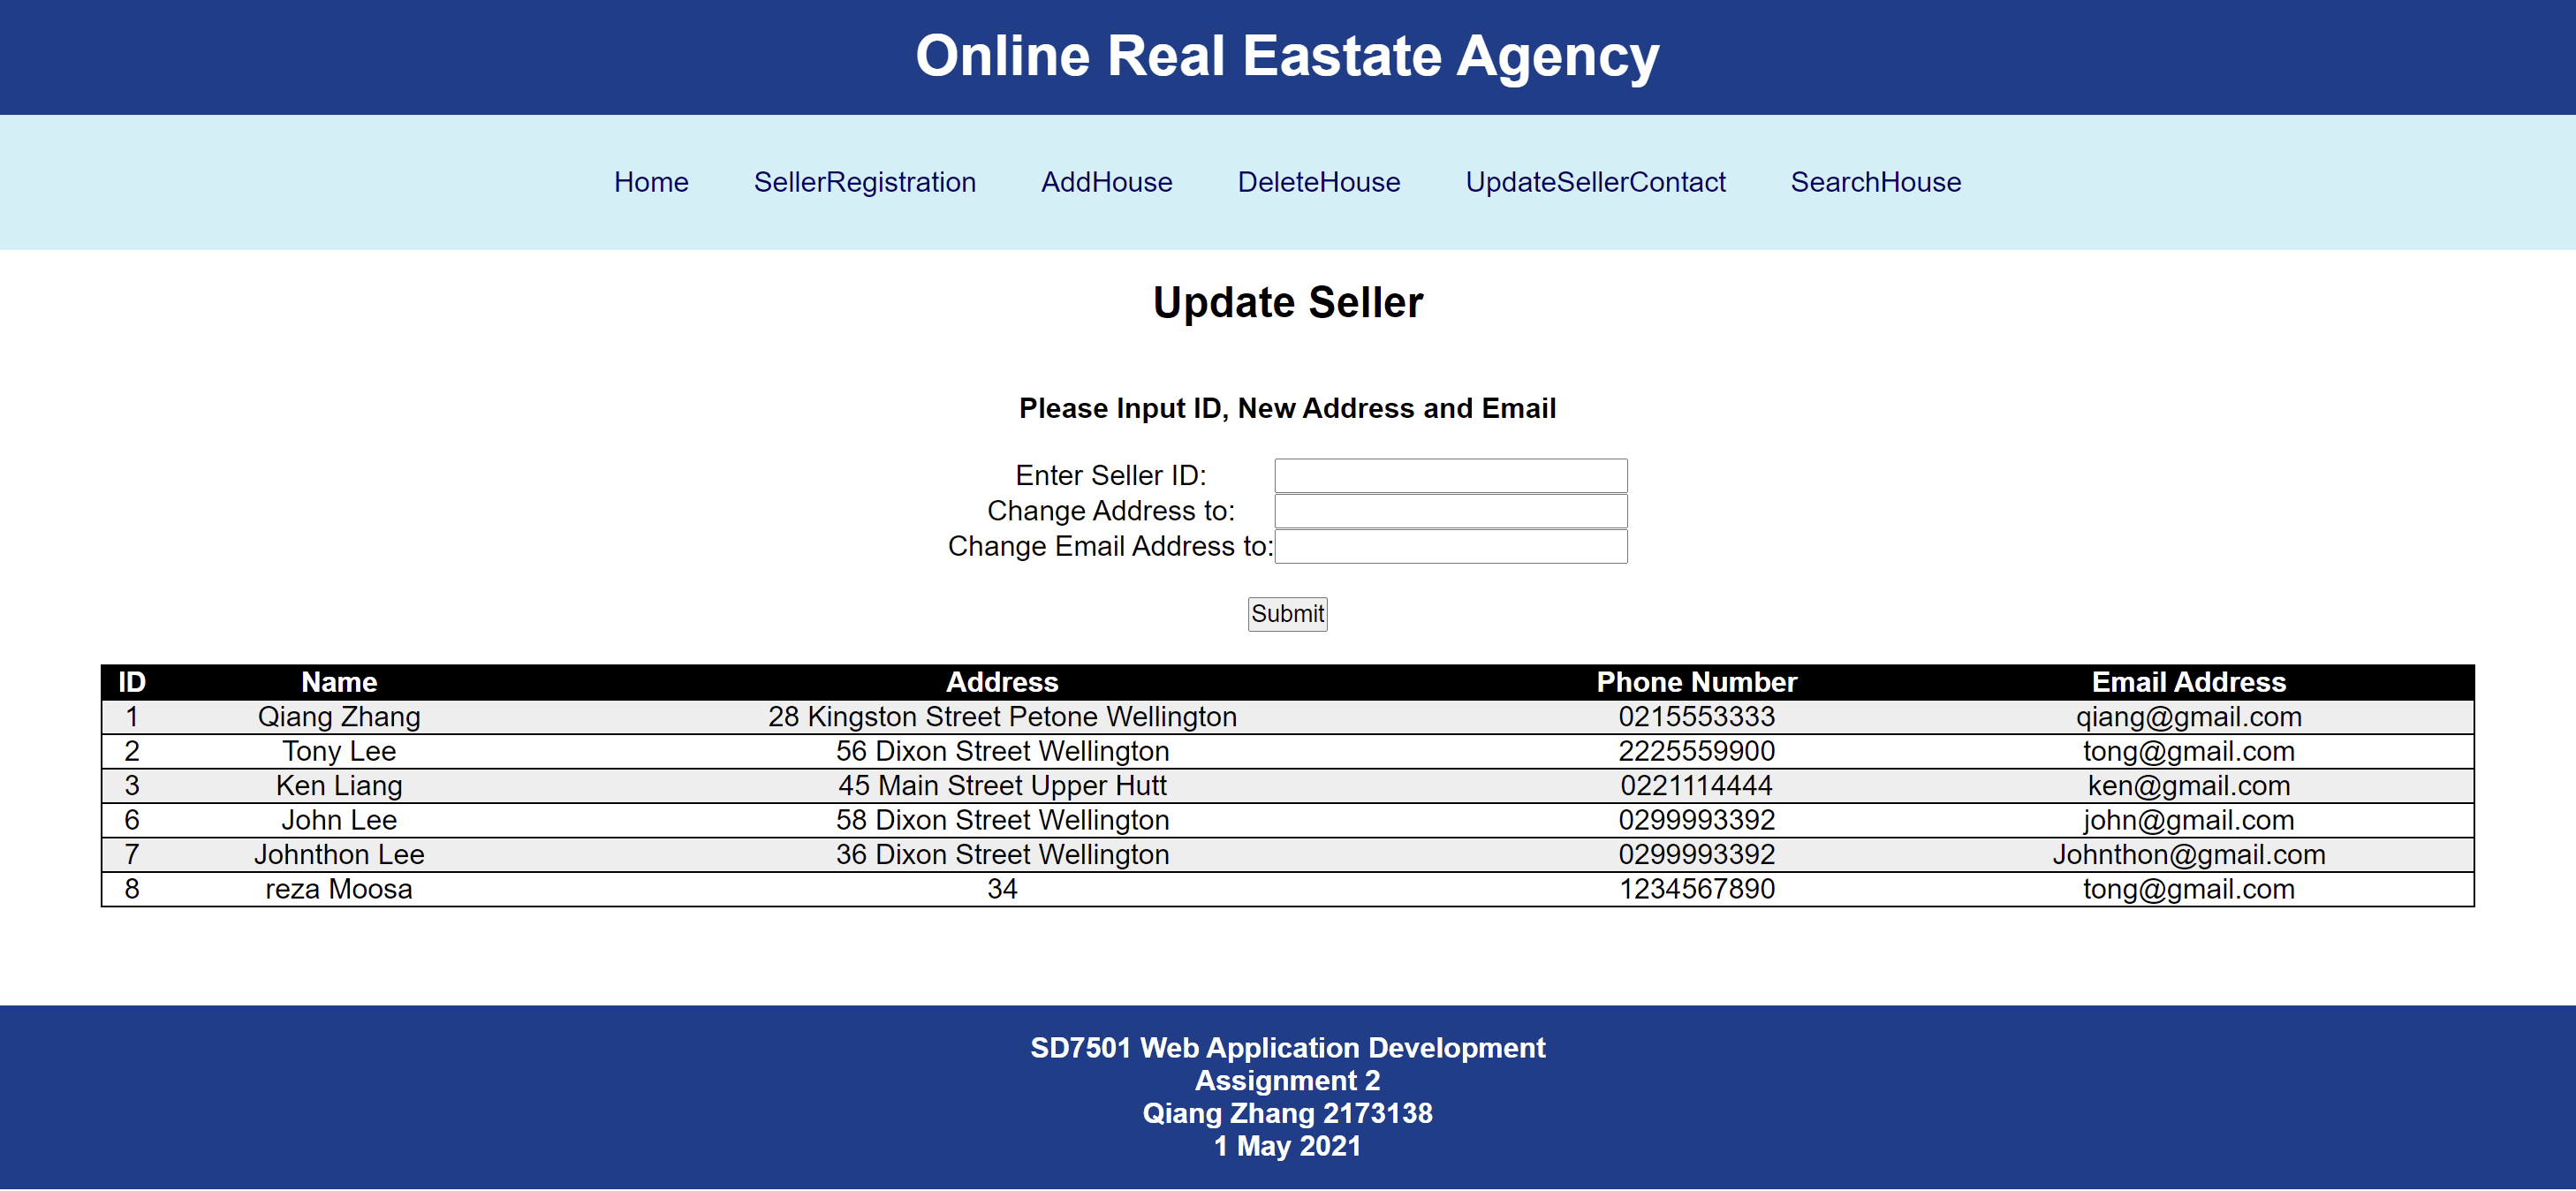 Online Real Eastate Agency
Home SellerRegistration AddHouse DeleteHouse UpdateSellerContact SearchHouse
Update Seller
Please Input ID, New Address and Email
Enter Seller ID:
Change Address to:
Change Email Address to:
Submit
ID Name Address Phone Number Email Address
1 Qiang Zhang 28 Kingston Street Petone Wellington 0215553333 qiang@gmail.com
2 Tony Lee 56 Dixon Street Wellington 2225559900 tong@gmail.com
3 Ken Liang 45 Main Street Upper Hutt 0221114444 ken@gmail.com
6 John Lee 58 Dixon Street Wellington 0299993392 john@gmail.com
7 Johnthon Lee 36 Dixon Street Wellington 0299993392 Johnthon@gmail.com
8 reza Moosa 34 1234567890 tong@gmail.com
SD7501 Web Application Development
Assignment 2
Qiang Zhang 2173138
1 May 2021